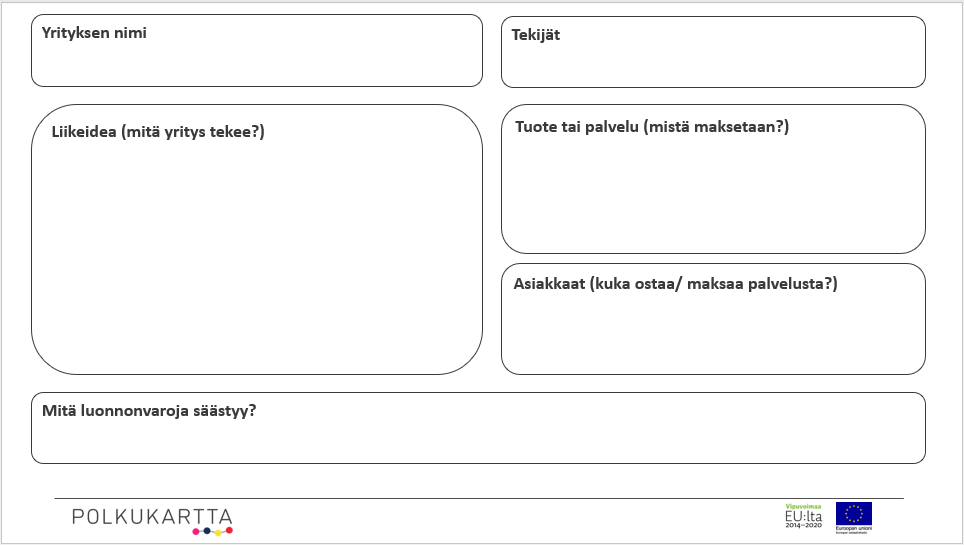 Yrityksen nimi
Tekijät
Liikeidea (mitä yritys tekee?)
Tuote tai palvelu (mistä maksetaan?)
Asiakkaat (kuka ostaa/ maksaa palvelusta?)
Mitä luonnonvaroja säästyy?
POLKUKARTTA
Vipuvoimaa
EU:lta
2014–2020
Euroopan unioni